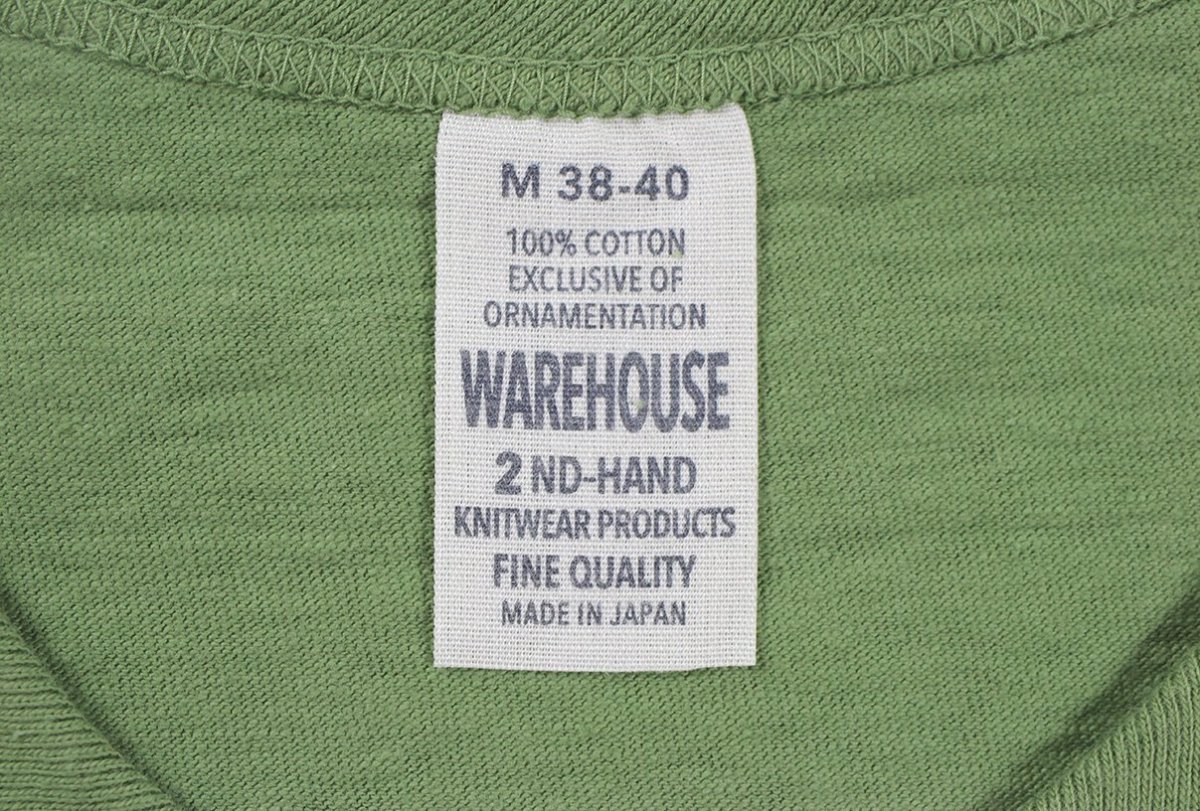 M 38-40
100% COTTON
EXCLUSIVE OF
ORNAMENTATION
WAREHOUSE
2 ND-HAND
KNITWEAR PRODUCTS
FINE QUALITY
MADE IN JAPAN